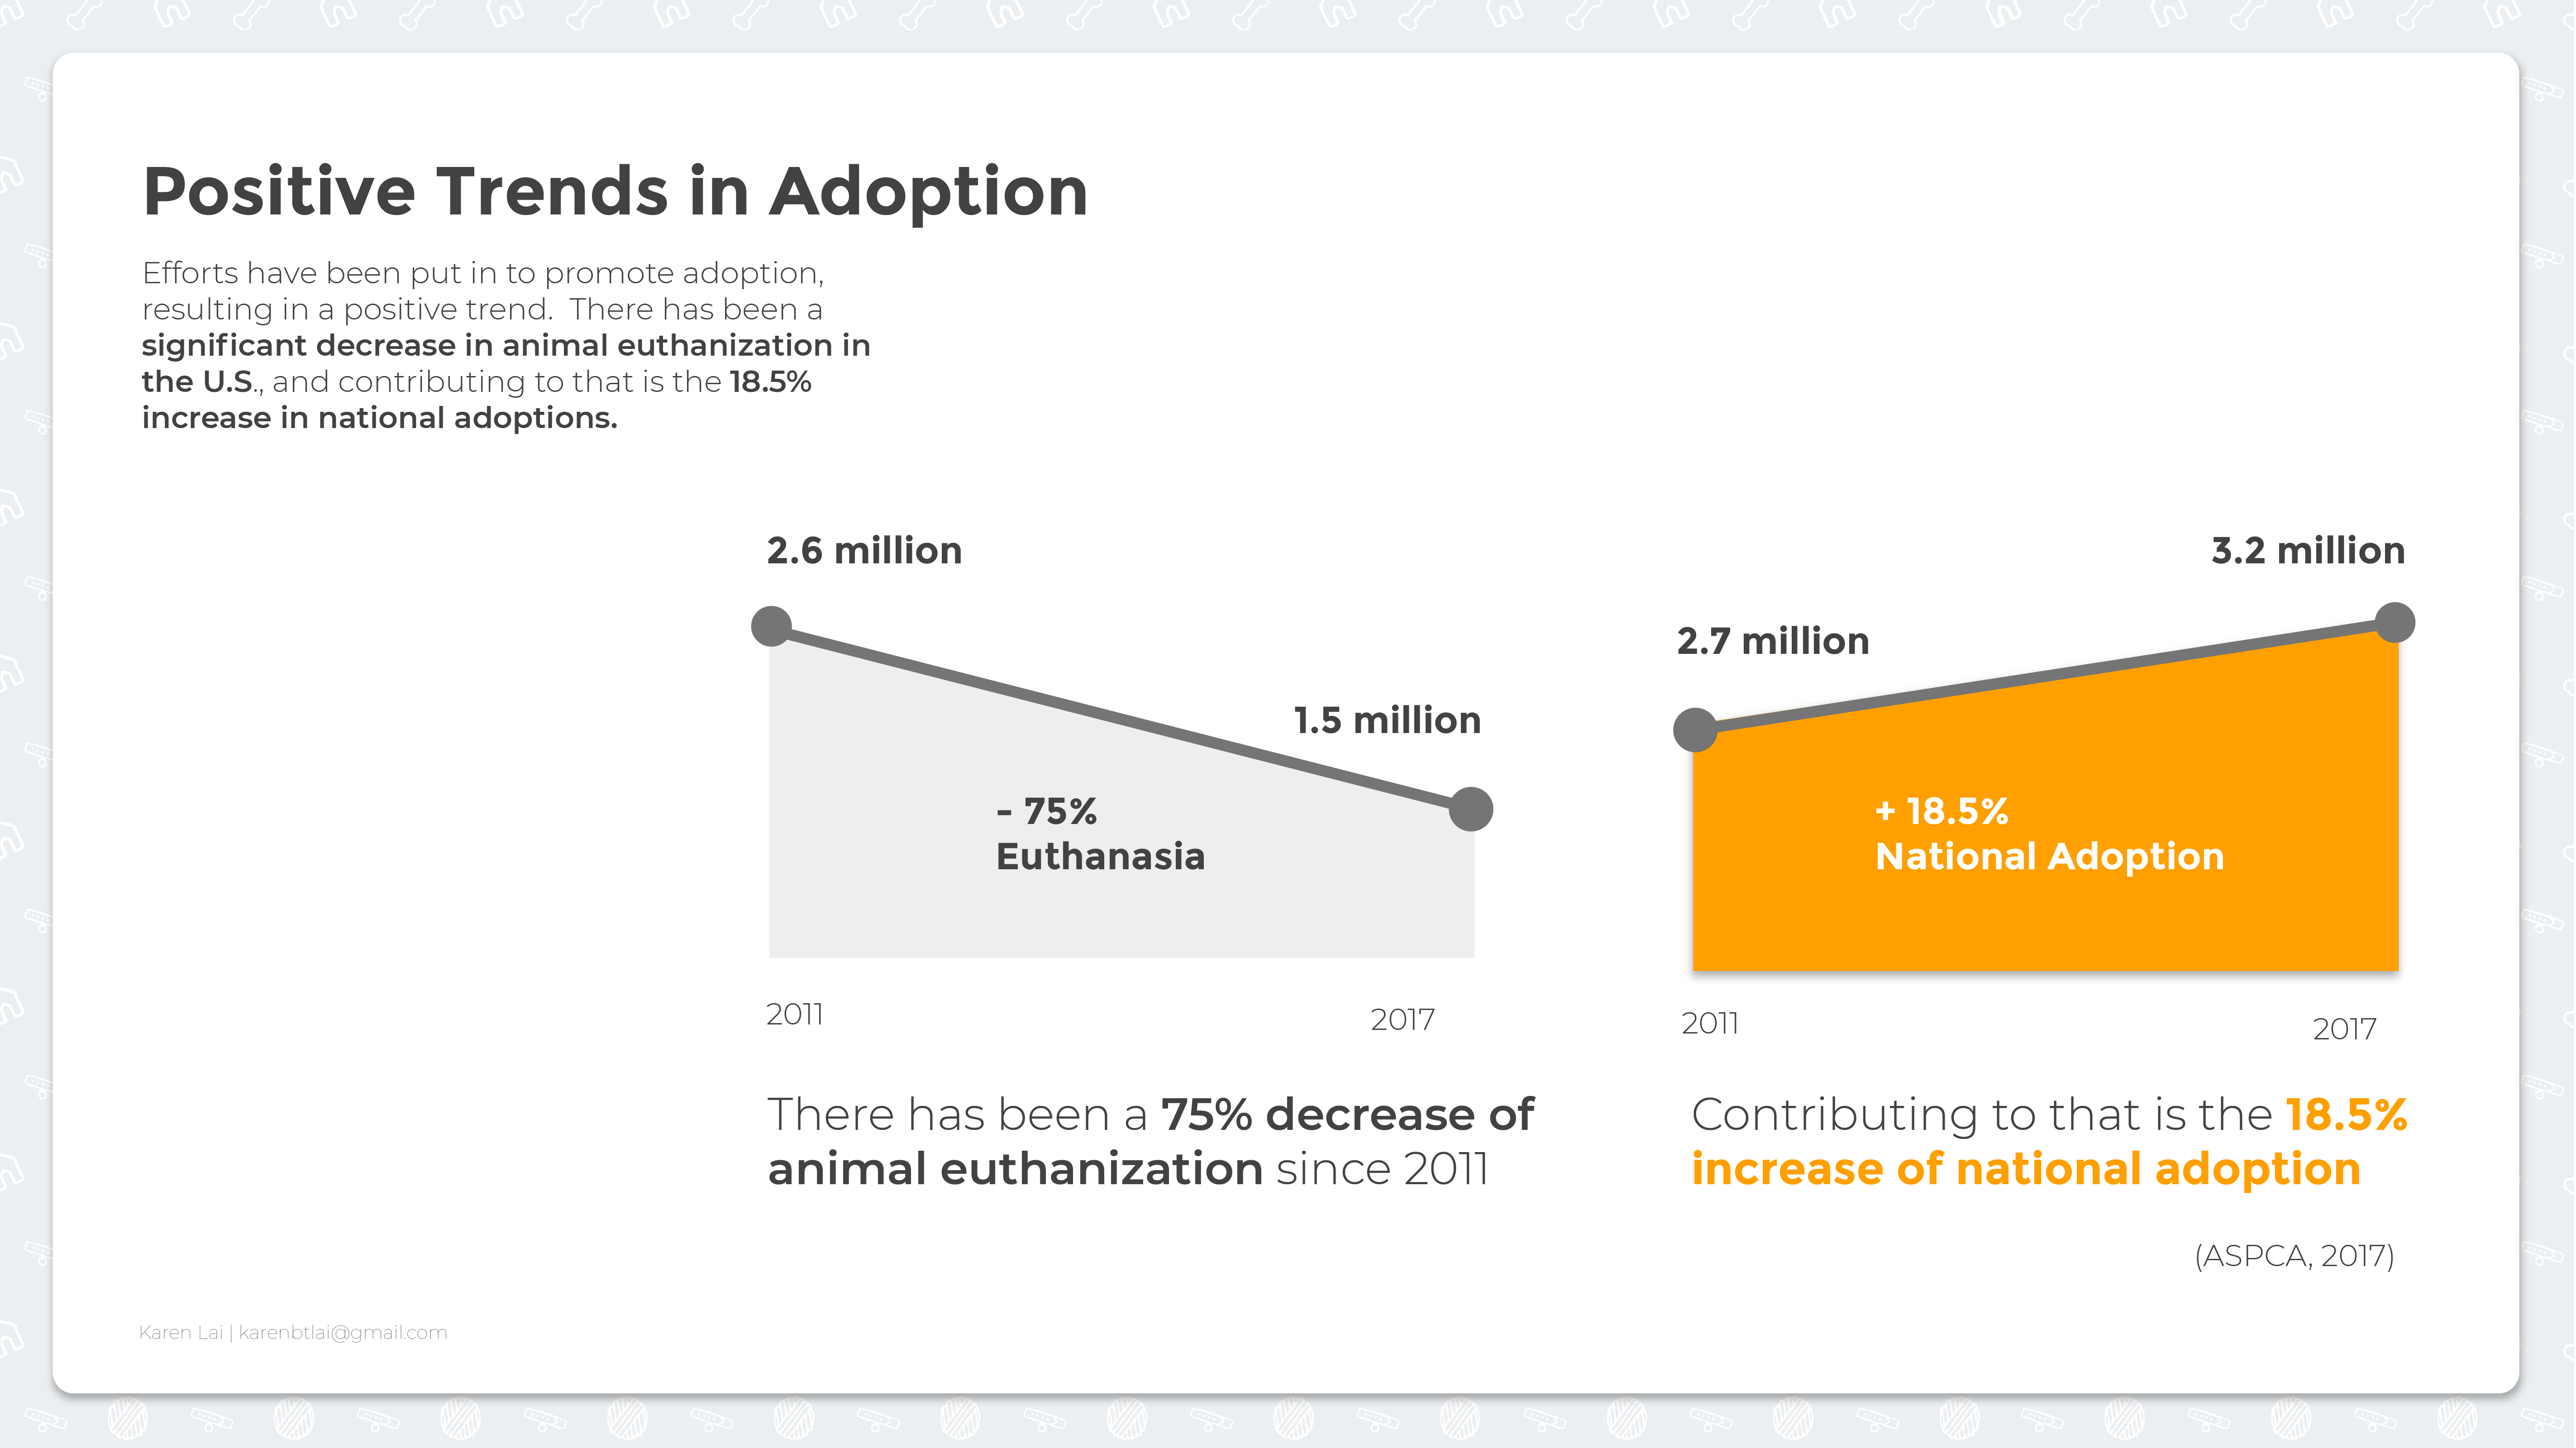 Positive Trends in Adoption
Efforts have been put in to promote adoption,
resulting in a positive trend.  There has been a
significant decrease in animal euthanization in
the U.S., and contributing to that is the 18.5%
increase in national adoptions.
2.6 million
1.5 million
- 75%
Euthanasia
2011
2017
There has been a 75% decrease of
animal euthanization since 2011
3.2 million
2.7 million
+ 18.5%
National Adoption
2011
2017
Contributing to that is the 18.5%
increase of national adoption
(ASPCA, 2017)
Karen Lai | karenbtlai@gmail.com